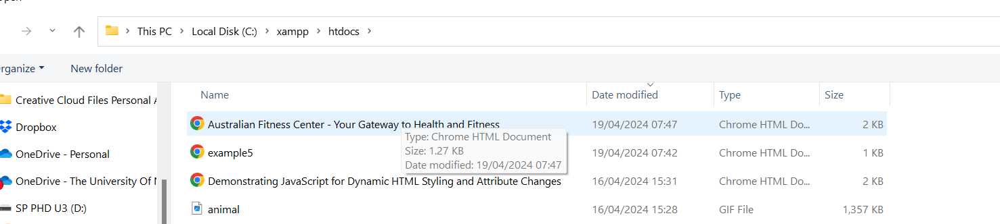 This PC > Local Disk (C:) > xampp > htdocs >
rganize New folder
Name Date modified Type Size
Creative Cloud Files Personal
Dropbox
OneDrive - Personal
OneDrive - The University Of
SP PHD U3 (D:)
Australian Fitness Center - Your Gateway to Health and Fitness 19/04/2024 07:47 Chrome HTML Do... 2 KB
Type: Chrome HTML Document
Size: 1.27 KB
Date modified: 19/04/2024 07:47
example5 19/04/2024 07:42 Chrome HTML Do... 1 KB
Demonstrating JavaScript for Dynamic HTML Styling and Attribute Changes 16/04/2024 15:31 Chrome HTML Do... 2 KB
animal 16/04/2024 15:28 GIF File 1,357 KB